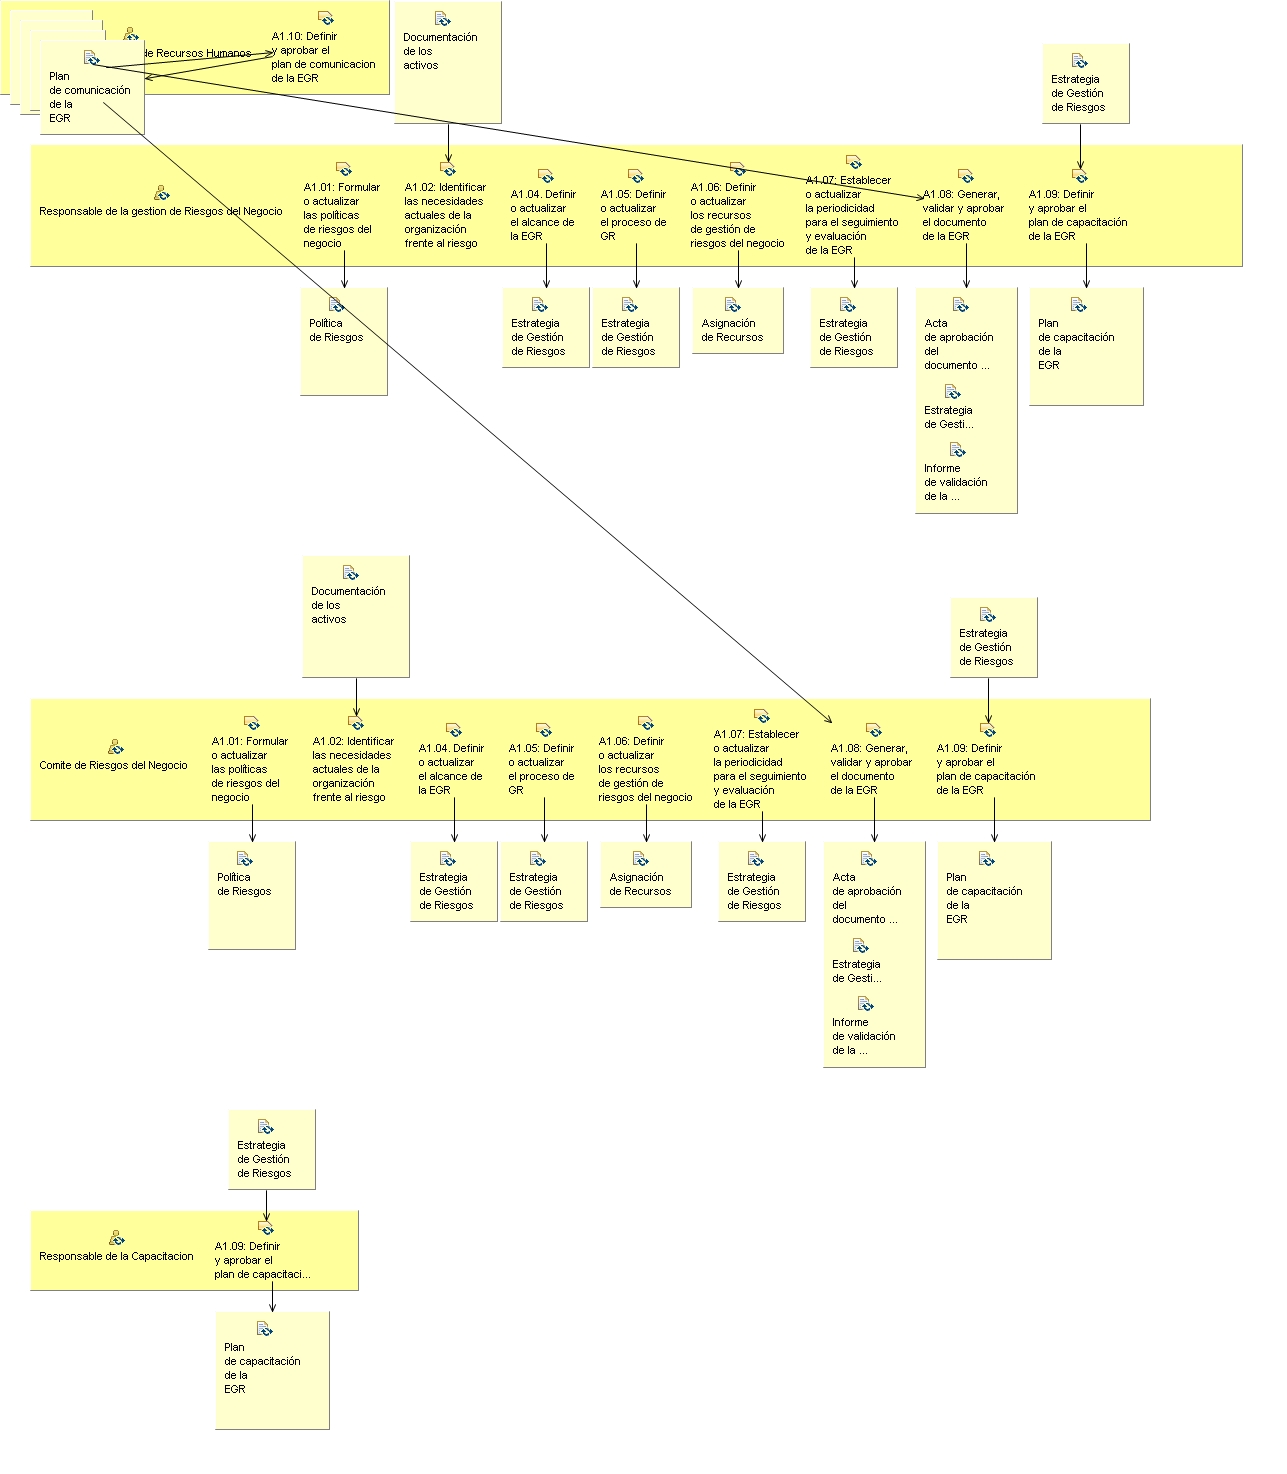 de Recursos Humanos
A1.10: Definir
y aprobar el
plan de comunicacion
de la EGR
Plan
de comunicación
de la
EGR
Documentación
de los
activos
Estrategia
de Gestión
de Riesgos
Responsable de la gestion de Riesgos del Negocio
A1.01: Formular
o actualizar
las políticas
de riesgos del
negocio
A1.02: Identificar
las necesidades
actuales de la
organización
frente al riesgo
A1.04. Definir
o actualizar
el alcance de
la EGR
A1.05: Definir
o actualizar
el proceso de
GR
A1.06: Definir
o actualizar
los recursos
de gestión de
riesgos del negocio
A1.07: Establecer
o actualizar
la periodicidad
para el seguimiento
y evaluación
de la EGR
A1.08: Generar,
validar y aprobar
el documento
de la EGR
A1.09: Definir
y aprobar el
plan de capacitación
de la EGR
Política
de Riesgos
Estrategia
de Gestión
de Riesgos
Estrategia
de Gestión
de Riesgos
Asignación
de Recursos
Estrategia
de Gestión
de Riesgos
Acta
de aprobación
del
documento ...
Estrategia
de Gesti...
Informe
de validación
de la ...
Plan
de capacitación
de la
EGR
Documentación
de los
activos
Estrategia
de Gestión
de Riesgos
Comite de Riesgos del Negocio
A1.01: Formular
o actualizar
las políticas
de riesgos del
negocio
A1.02: Identificar
las necesidades
actuales de la
organización
frente al riesgo
A1.04. Definir
o actualizar
el alcance de
la EGR
A1.05: Definir
o actualizar
el proceso de
GR
A1.06: Definir
o actualizar
los recursos
de gestión de
riesgos del negocio
A1.07: Establecer
o actualizar
la periodicidad
para el seguimiento
y evaluación
de la EGR
A1.08: Generar,
validar y aprobar
el documento
de la EGR
A1.09: Definir
y aprobar el
plan de capacitación
de la EGR
Política
de Riesgos
Estrategia
de Gestión
de Riesgos
Estrategia
de Gestión
de Riesgos
Asignación
de Recursos
Estrategia
de Gestión
de Riesgos
Acta
de aprobación
del
documento ...
Estrategia
de Gesti...
Informe
de validación
de la ...
Plan
de capacitación
de la
EGR
Estrategia
de Gestión
de Riesgos
Responsable de la Capacitacion
A1.09: Definir
y aprobar el
plan de capacitaci...
Plan
de capacitación
de la
EGR